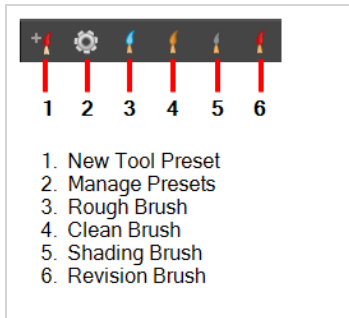 1 2 3 4 5 6
1. New Tool Preset
2. Manage Presets
3. Rough Brush
4. Clean Brush
5. Shading Brush
6. Revision Brush